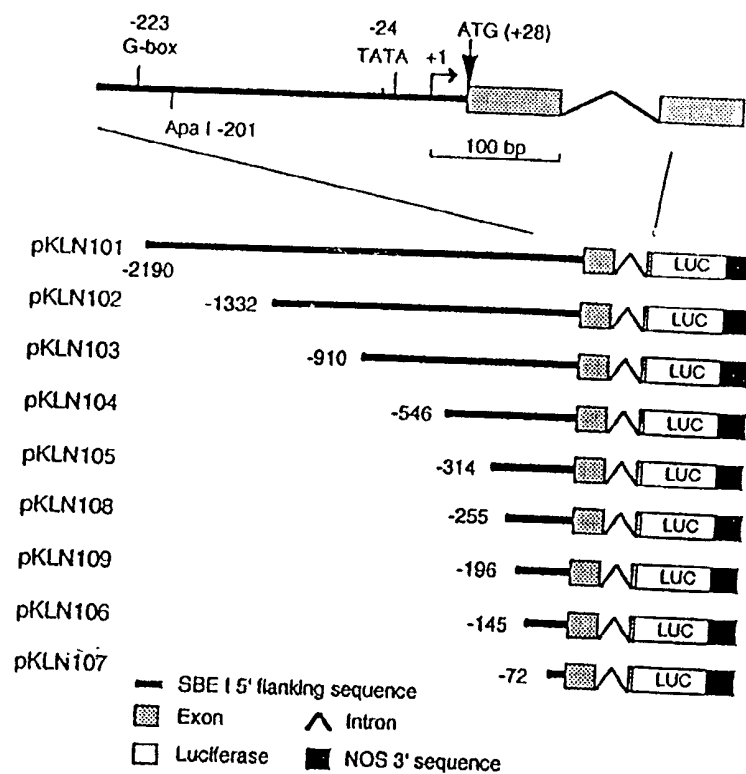 -223
G-box
-24
TATA
+1
ATG (+28)
Apa I -201
100 bp
pKLN101
-2190
LUC
pKLN102
-1332
LUC
pKLN103
-910
LUC
pKLN104
-546
LUC
pKLN105
-314
LUC
pKLN108
-255
LUC
pKLN109
-196
LUC
pKLN106
-145
LUC
pKLN107
-72
LUC
SBE I 5' flanking sequence
Exon
Intron
Luciferase
NOS 3' sequence